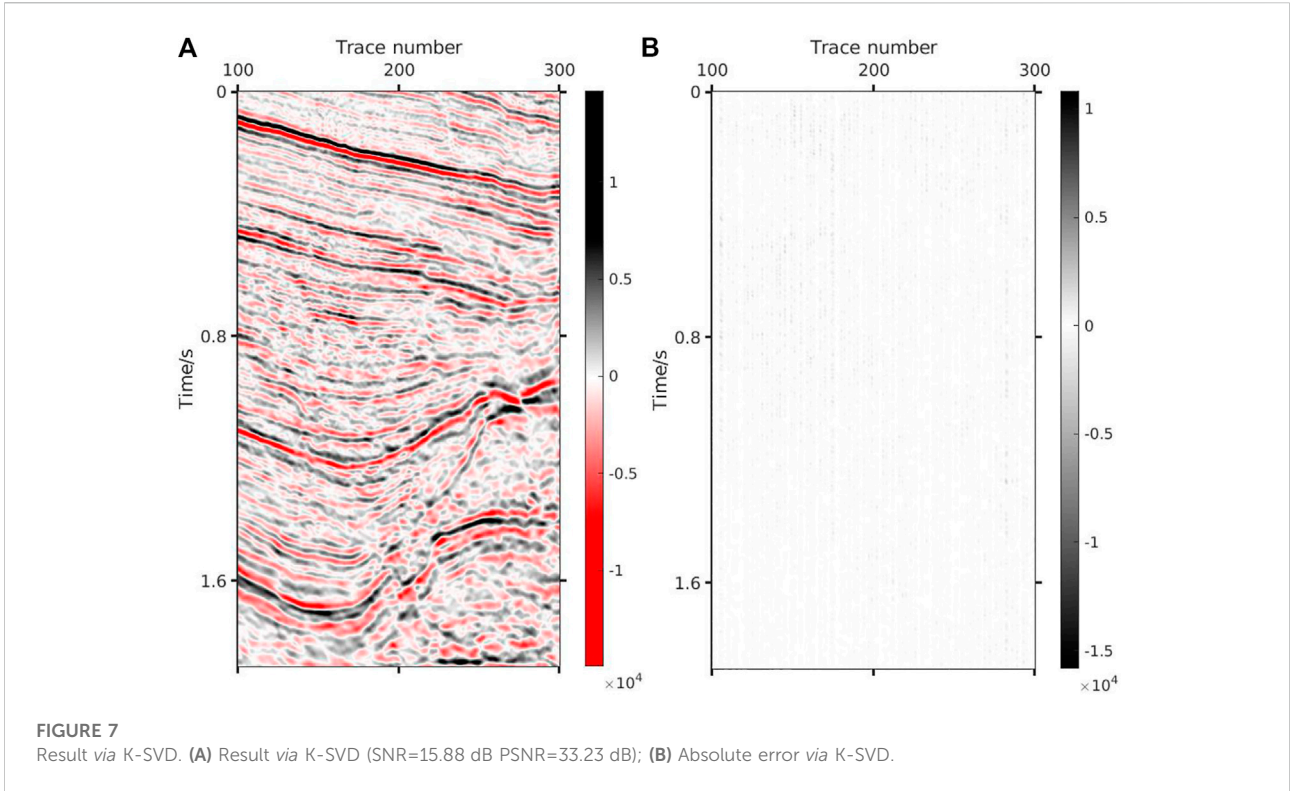 A
Trace number
100 200 300
0
0.8
1.6
Time/s
1
0.5
0
-0.5
-1
×10⁴
B
Trace number
100 200 300
0
0.8
1.6
Time/s
1
0.5
0
-0.5
-1
-1.5
×10⁴
FIGURE 7
Result via K-SVD. (A) Result via K-SVD (SNR=15.88 dB PSNR=33.23 dB); (B) Absolute error via K-SVD.